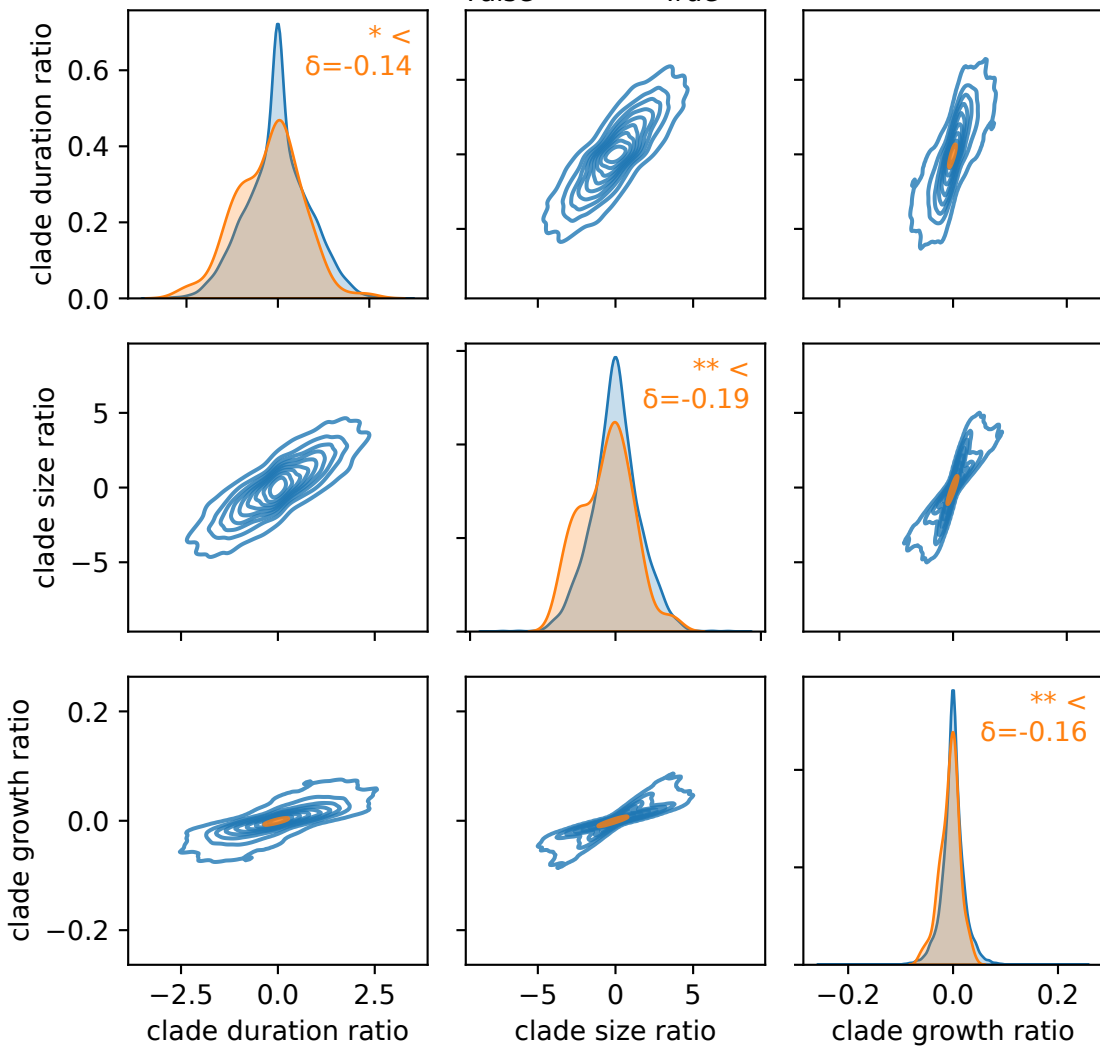 * <
δ=-0.14
clade duration ratio
0.6
0.4
0.2
0.0
** <
δ=-0.19
clade size ratio
5
0
−5
** <
δ=-0.16
clade growth ratio
0.2
0.0
−0.2
−2.5 0.0 2.5
−5 0 5
−0.2 0.0 0.2
clade duration ratio
clade size ratio
clade growth ratio